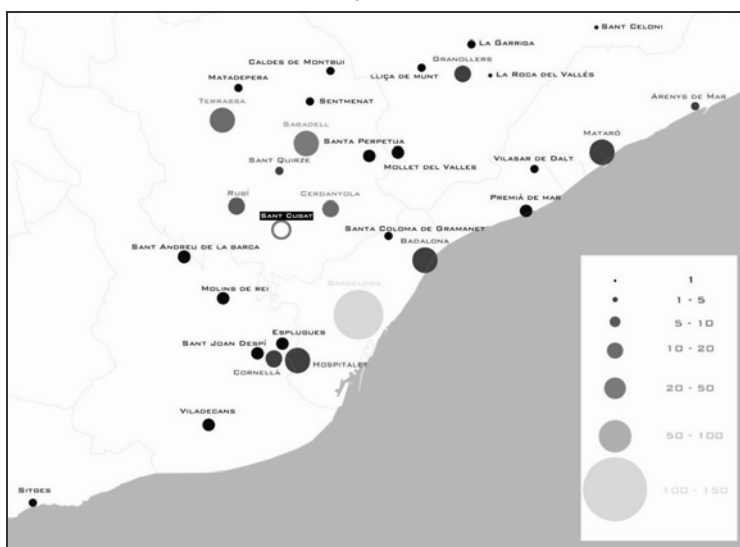 Sant Celoni
La Garriga
Granollers
Caldes de Montbui
Lliça de Munt
La Roca del Vallés
Matadepera
Arenys de Mar
Terrassa
Sentmenat
Sabadell
Mataró
Santa Perpetua
Sant Quirze
Mollet del Valles
Vilasar de Dalt
Rubí
Cerdanyola
Premiá de Mar
Sant Cugat
Santa Coloma de Gramanet
Badalona
Sant Andreu de la Barca
Barcelona
Molins de Rei
Esplugues
Sant Joan Despí
Hospitalet
Cornellà
Viladecans
Sitges
1
1 - 5
5 - 10
10 - 20
20 - 50
50 - 100
100 - 150